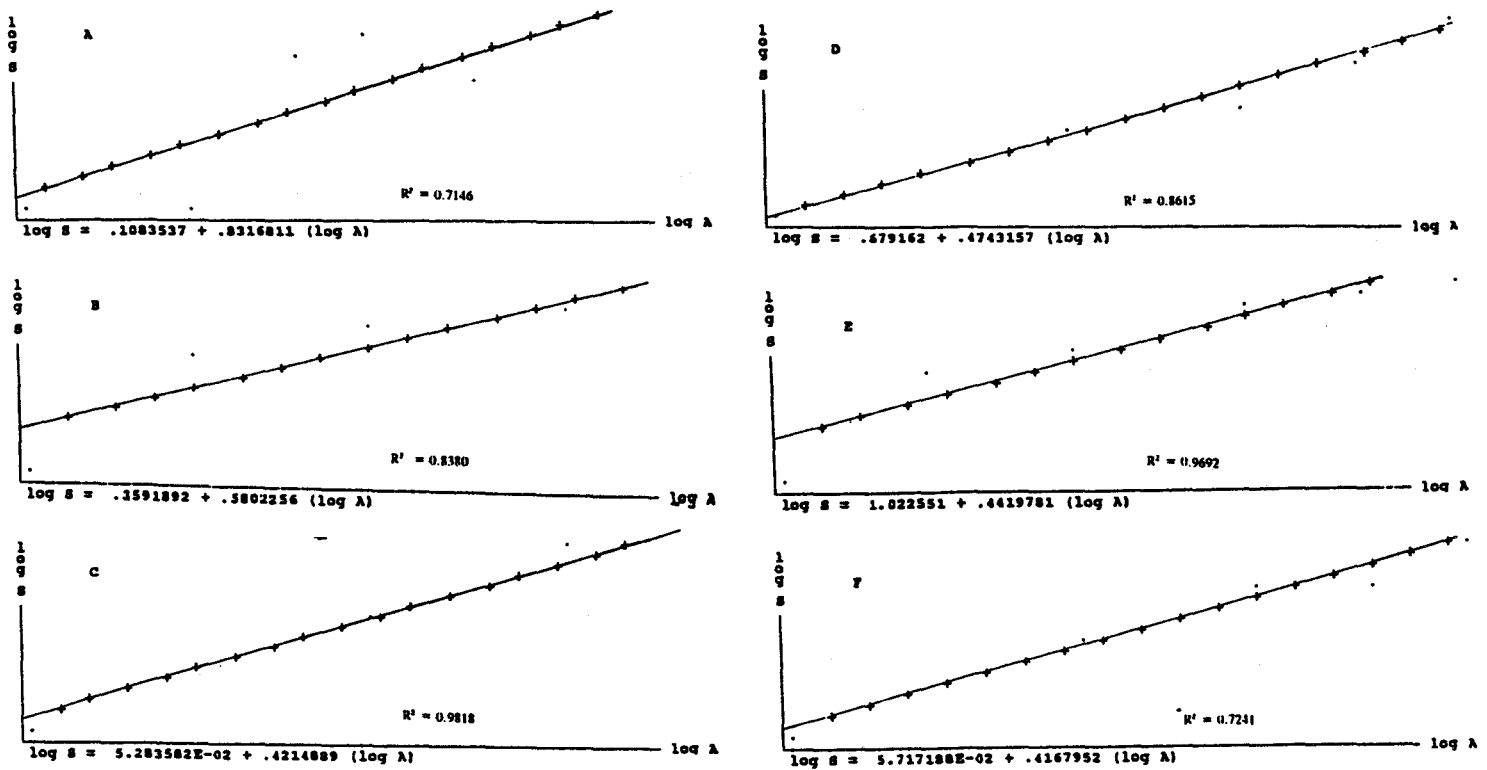 log S
A
R² = 0.7146
log λ
log S = .1083537 + .8316811 (log λ)
log S
B
R² = 0.8380
log λ
log S = .3591892 + .5802256 (log λ)
log S
C
R² = 0.9818
log λ
log S = 5.283582E-02 + .4214889 (log λ)
log S
D
R² = 0.8615
log λ
log S = .679162 + .4743157 (log λ)
log S
E
R² = 0.9692
log λ
log S = 1.022551 + .4419781 (log λ)
log S
F
R² = 0.7241
log λ
log S = 5.717188E-02 + .4167952 (log λ)